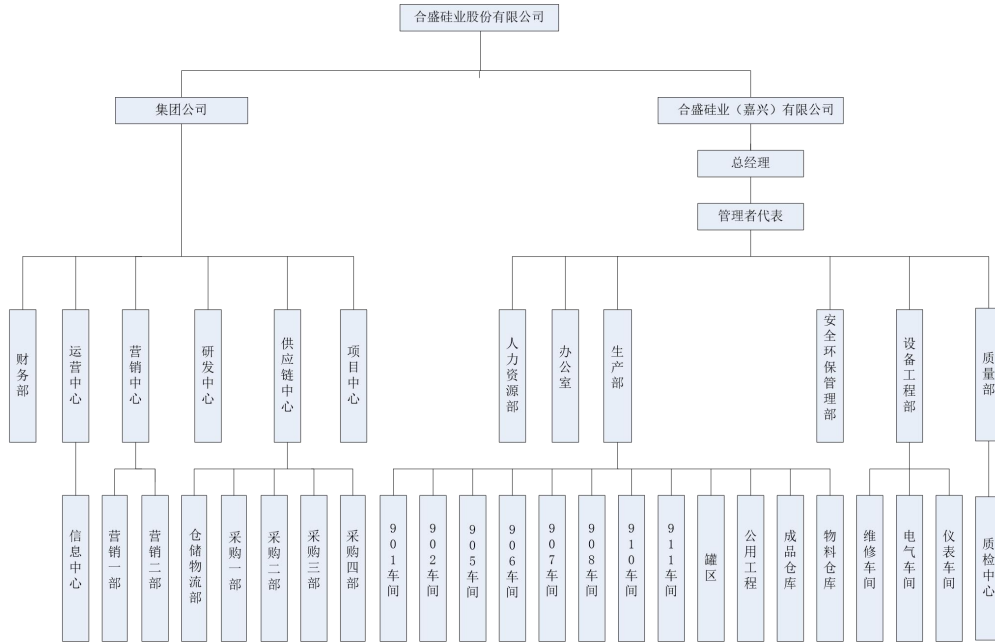 合盛硅业股份有限公司
集团公司
合盛硅业（嘉兴）有限公司
总经理
管理者代表
财务部
运营中心
营销中心
研发中心
供应链中心
项目中心
人力资源部
办公室
生产部
安全环保管理部
设备工程部
质量部
信息中心
营销一部
营销二部
仓储物流部
采购一部
采购二部
采购三部
采购四部
901车间
902车间
905车间
906车间
907车间
908车间
910车间
911车间
罐区
公用工程
成品仓库
物料仓库
维修车间
电气车间
仪表车间
质检中心